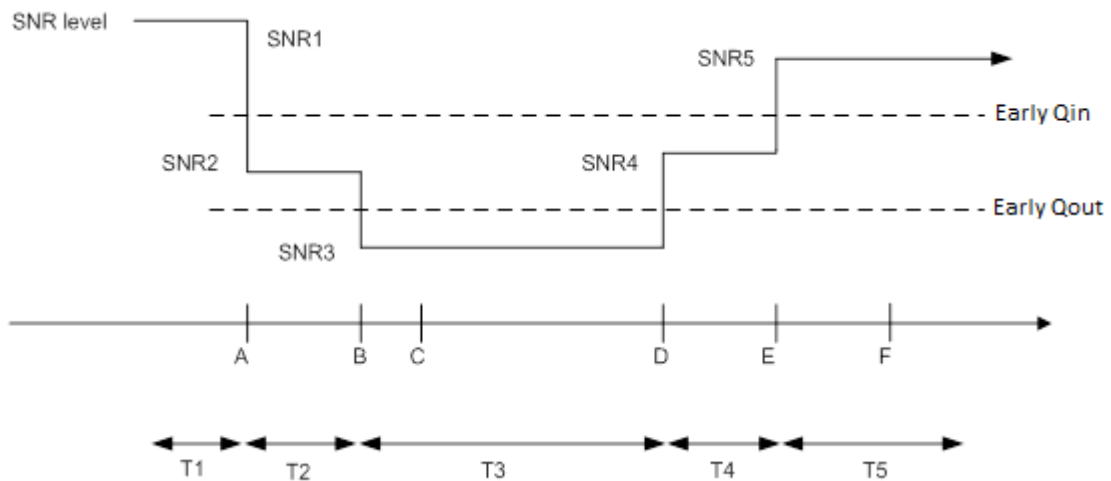 SNR level
SNR1
SNR5
Early Qin
SNR2
SNR4
Early Qout
SNR3
A B C D E F
T1 T2 T3 T4 T5